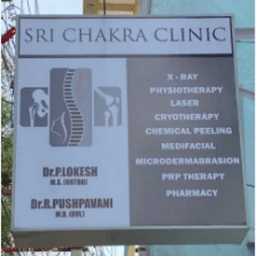 SRI CHAKRA CLINIC
Dr.P.LOKESH
M.S. (ORTHO)
Dr.R.PUSHPAVANI
M.D. (DVL)
X - RAY
PHYSIOTHERAPY
LASER
CRYOTHERAPY
CHEMICAL PEELING
MEDIFACIAL
MICRODERMABRASION
PRP THERAPY
PHARMACY